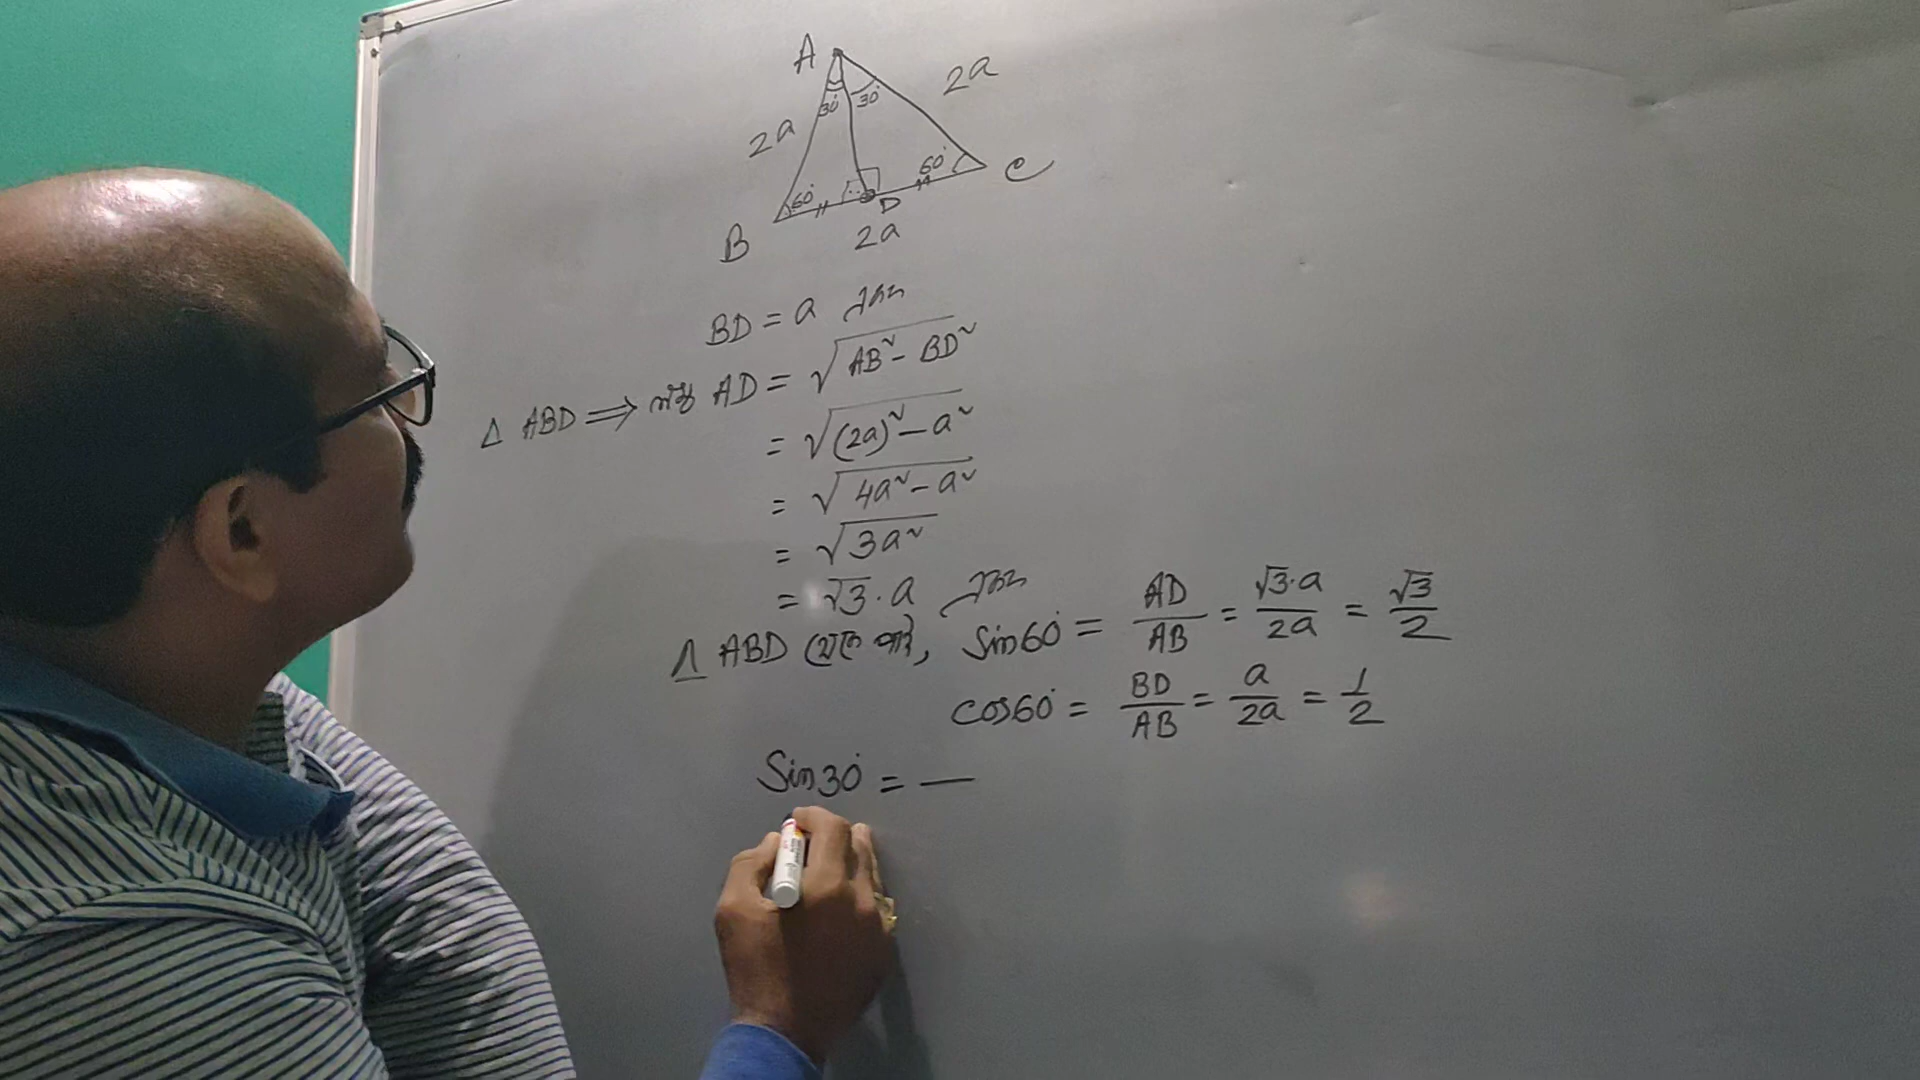 A
30° 30°
2a 2a
60° 60°
B D C
2a
BD = a একক
Δ ABD ⟹ লম্ব AD = √(AB² - BD²)
= √((2a)² - a²)
= √(4a² - a²)
= √(3a²)
= √3 · a একক
Δ ABD থেকে পাই, Sin60° = AD/AB = √3·a/2a = √3/2
cos60° = BD/AB = a/2a = 1/2
Sin30° = —